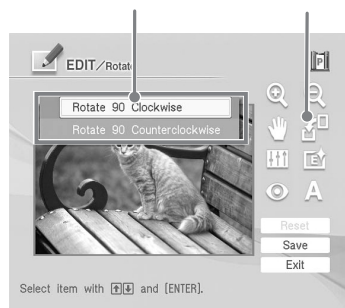 EDIT/Rotate
P
Rotate 90 Clockwise
Rotate 90 Counterclockwise
E
A
Reset
Save
Exit
Select item with and [ENTER].